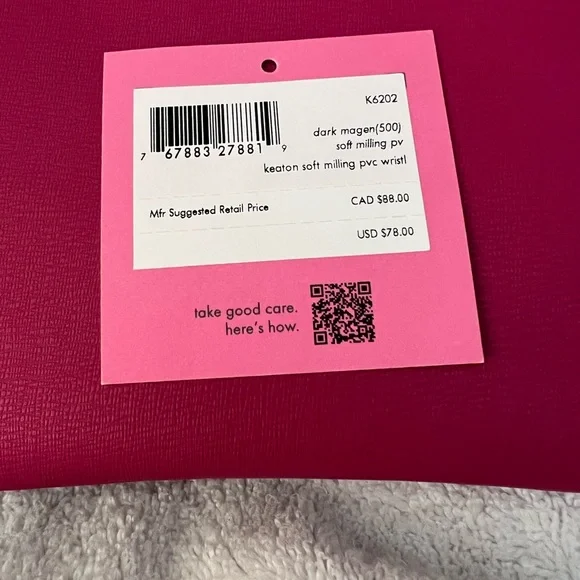 K6202
dark magen(500)
soft milling pv
keaton soft milling pvc wristl
7 67883 27881 9
Mfr Suggested Retail Price CAD $88.00
USD $78.00
take good care.
here's how.